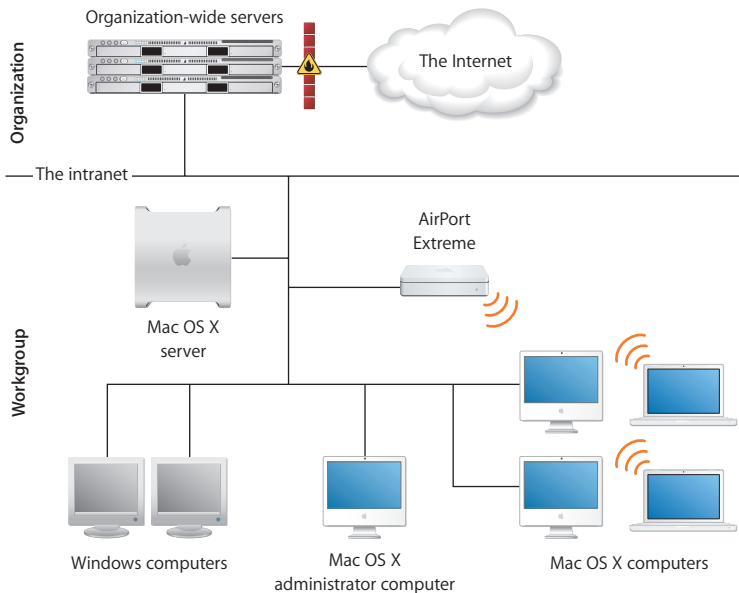 Organization-wide servers
The Internet
Organization
The intranet
AirPort
Extreme
Mac OS X
server
Workgroup
Windows computers
Mac OS X
administrator computer
Mac OS X computers